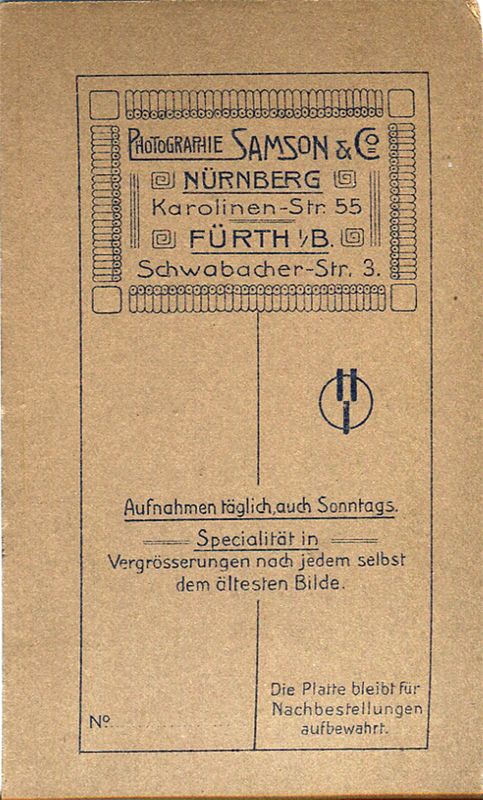 PHOTOGRAPHIE SAMSON & Co
NÜRNBERG
Karolinen-Str. 55
FÜRTH i/B.
Schwabacher-Str. 3.
Aufnahmen täglich, auch Sonntags.
Specialität in
Vergrösserungen nach jedem selbst
dem ältesten Bilde.
Die Platte bleibt für
Nachbestellungen
aufbewahrt.
No.